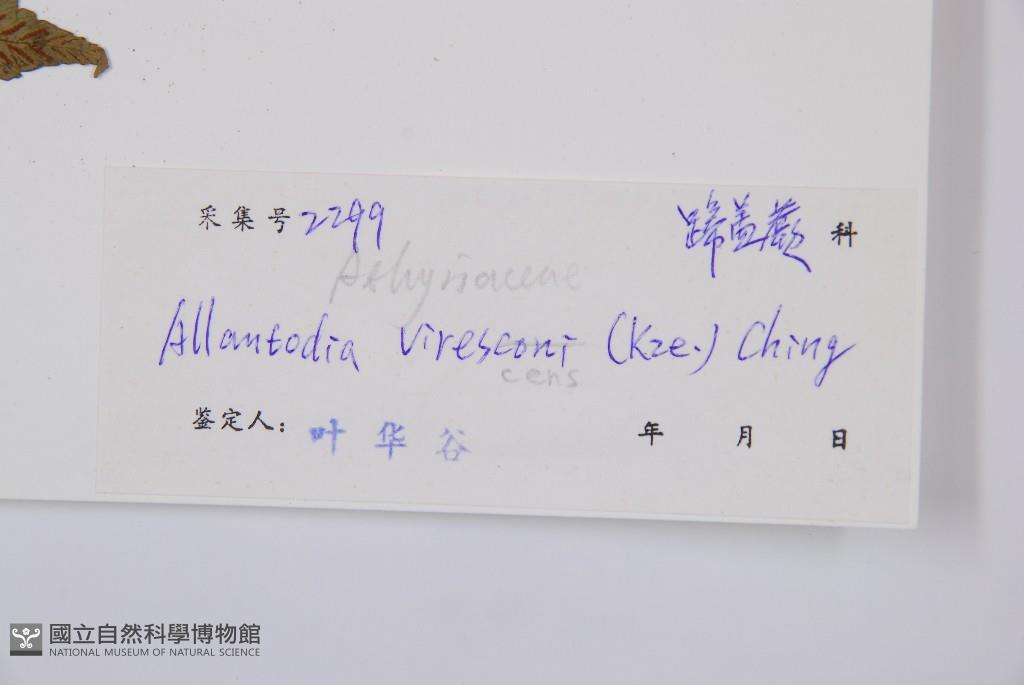 采集号 2299 蹄盖蕨 科
Athyriaceae
Allantodia viresconi (Kze.) Ching
cens
鉴定人: 叶华谷 年 月 日
國立自然科學博物館
NATIONAL MUSEUM OF NATURAL SCIENCE